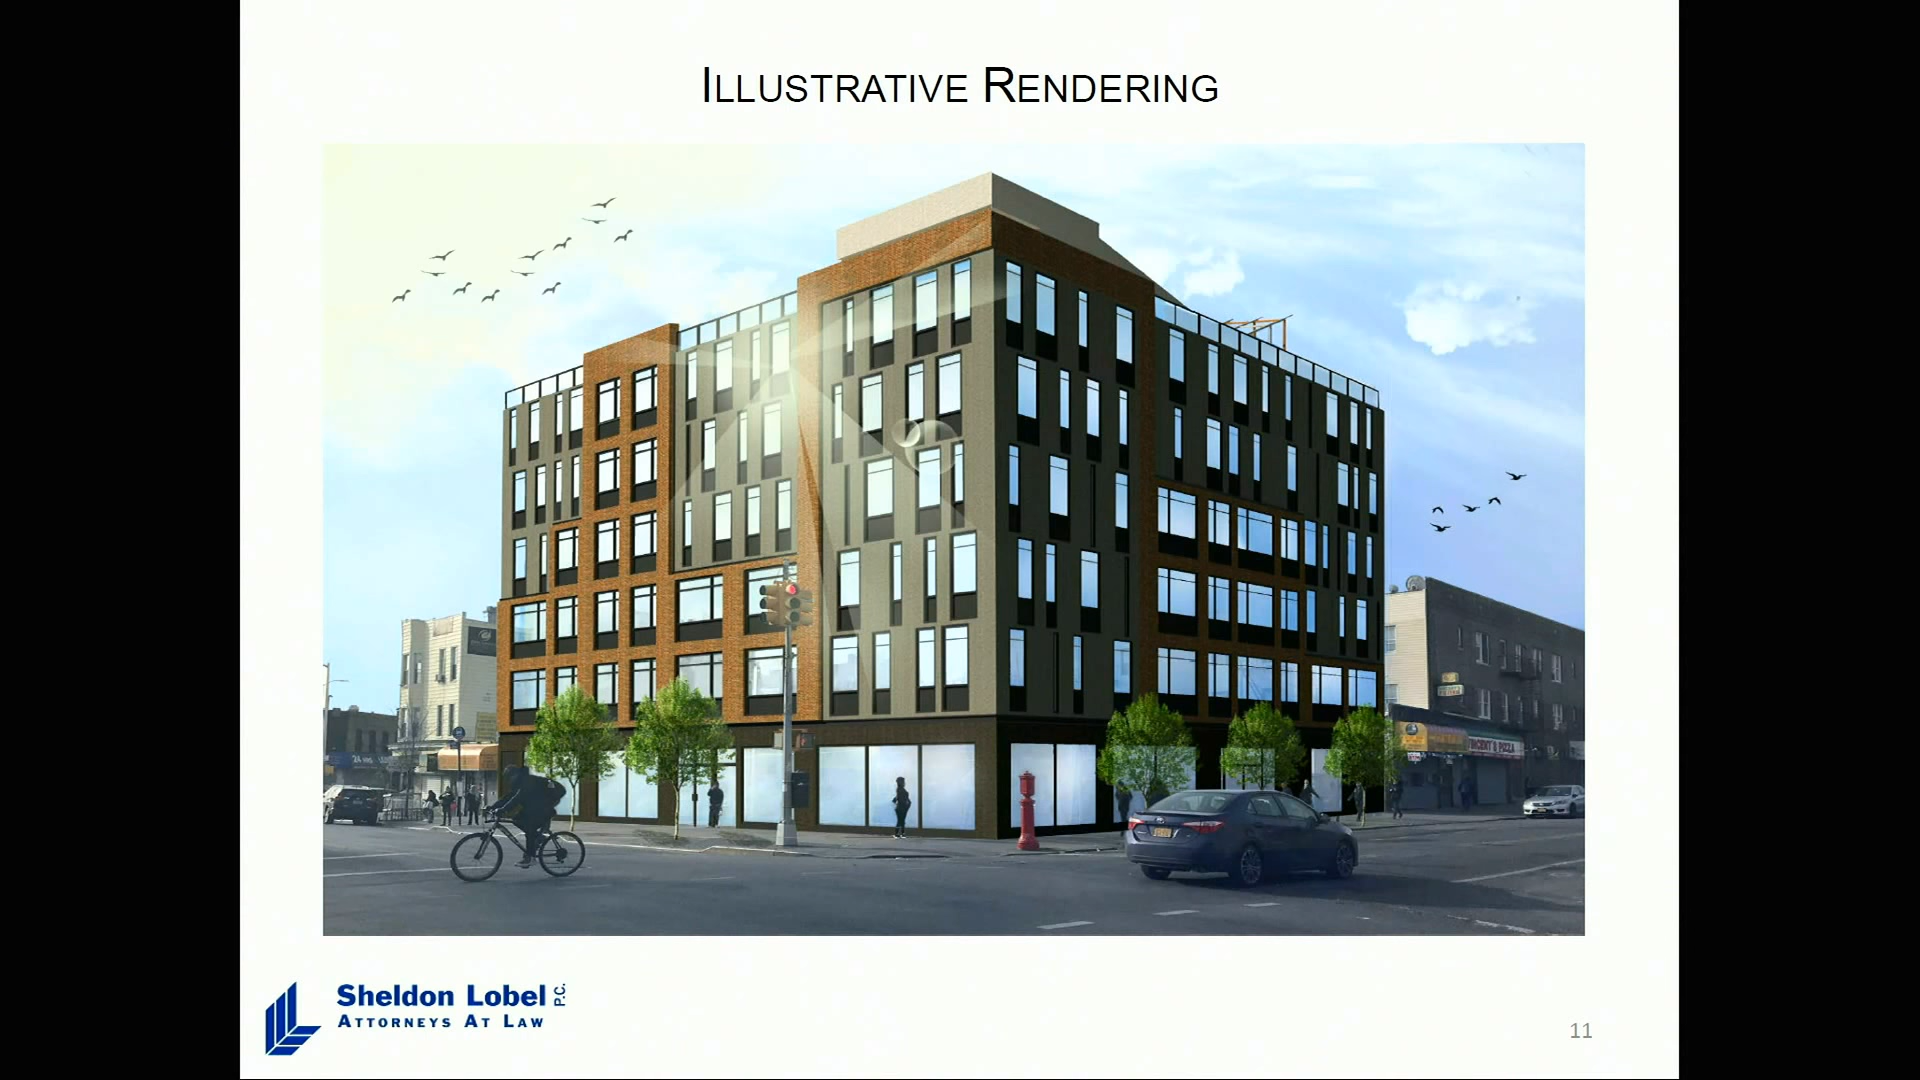 ILLUSTRATIVE RENDERING
Sheldon Lobel P.C.
ATTORNEYS AT LAW
11